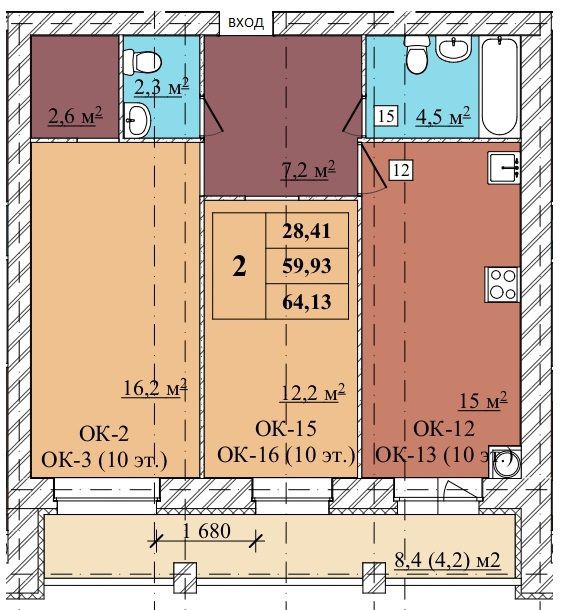 ВХОД
2,6 м²
2,3 м²
7,2 м²
15
4,5 м²
12
2
28,41
59,93
64,13
16,2 м²
ОК-2
ОК-3 (10 эт.)
12,2 м²
ОК-15
ОК-16 (10 эт.)
15 м²
ОК-12
ОК-13 (10 эт.)
1 680
8,4 (4,2) м2